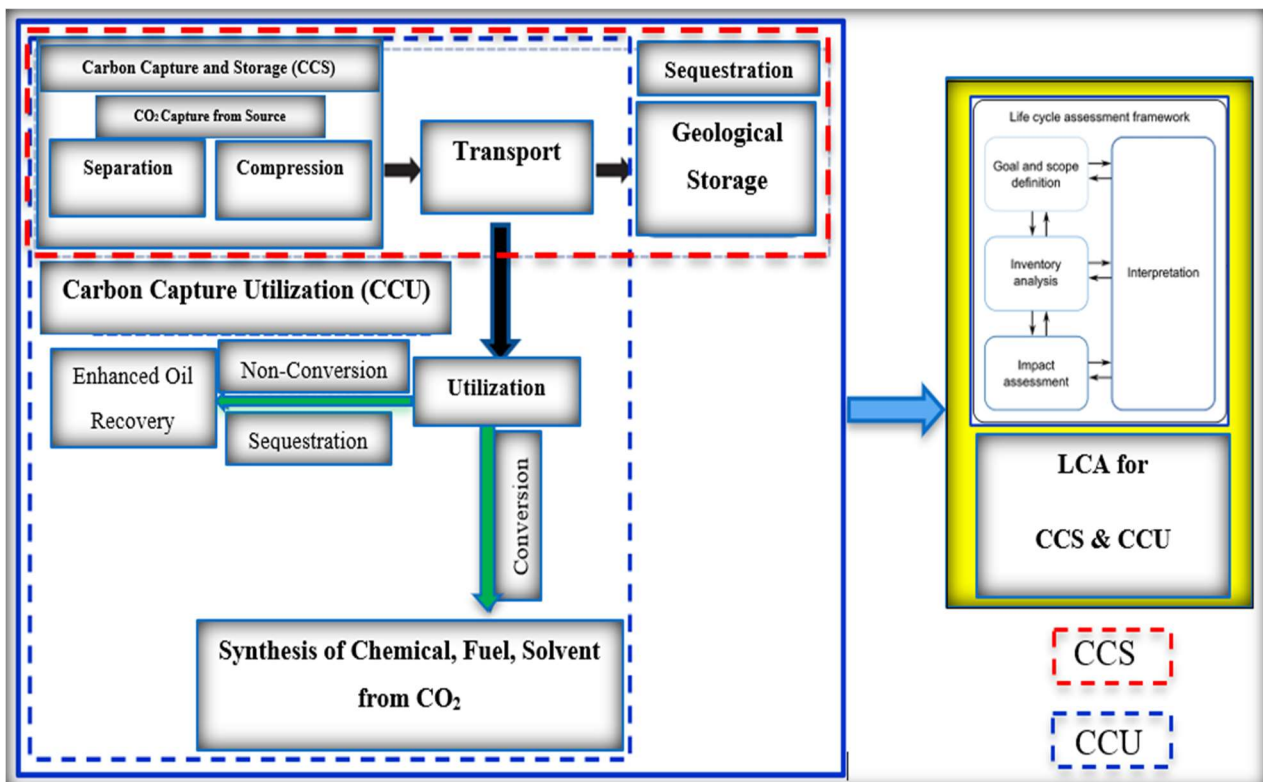 Carbon Capture and Storage (CCS)
CO₂ Capture from Source
Separation
Compression
Transport
Sequestration
Geological
Storage
Carbon Capture Utilization (CCU)
Enhanced Oil
Recovery
Non-Conversion
Sequestration
Utilization
Conversion
Synthesis of Chemical, Fuel, Solvent
from CO₂
Life cycle assessment framework
Goal and scope
definition
Inventory
analysis
Impact
assessment
Interpretation
LCA for
CCS & CCU
CCS
CCU